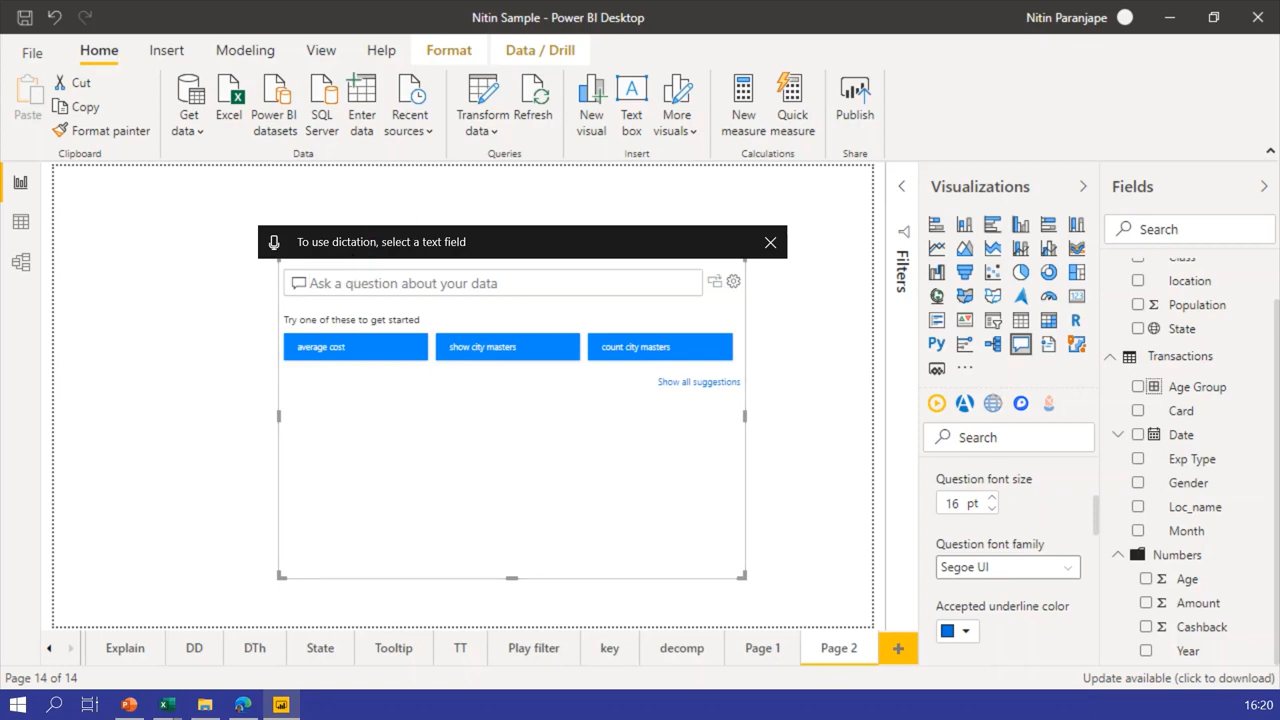 Nitin Sample - Power BI Desktop
Nitin Paranjape
File Home Insert Modeling View Help Format Data / Drill
Paste
Cut
Copy
Format painter
Clipboard
Get data
Excel
Power BI datasets
SQL Server
Enter data
Recent sources
Data
Transform data
Refresh
Queries
New visual
Text box
More visuals
Insert
New measure
Quick measure
Calculations
Publish
Share
To use dictation, select a text field
Ask a question about your data
Try one of these to get started
average cost
show city masters
count city masters
Show all suggestions
Filters
Visualizations
R
Py
Search
Question font size
16 pt
Question font family
Segoe UI
Accepted underline color
Fields
Search
Class
location
Population
State
Transactions
Age Group
Card
Date
Exp Type
Gender
Loc_name
Month
Numbers
Age
Amount
Cashback
Year
Explain DD DTh State Tooltip TT Play filter key decomp Page 1 Page 2
Page 14 of 14
Update available (click to download)
16:20